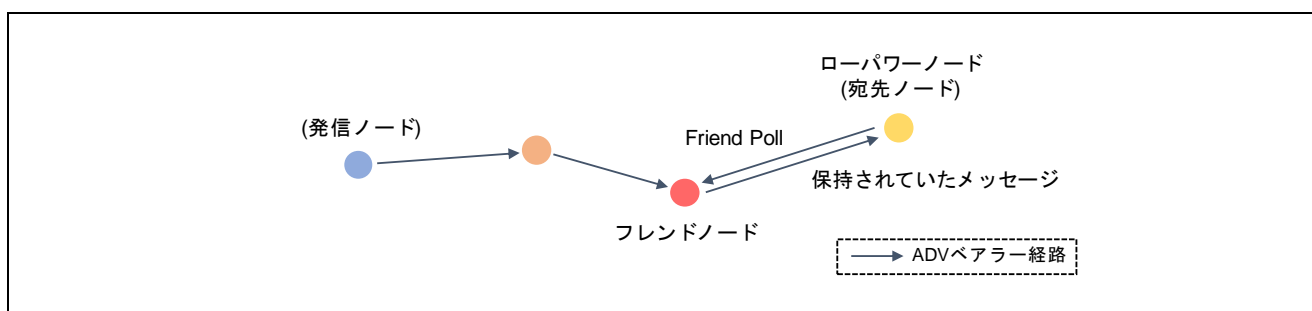 ローパワーノード
(宛先ノード)
(発信ノード)
Friend Poll
保持されていたメッセージ
フレンドノード
ADVベアラー経路